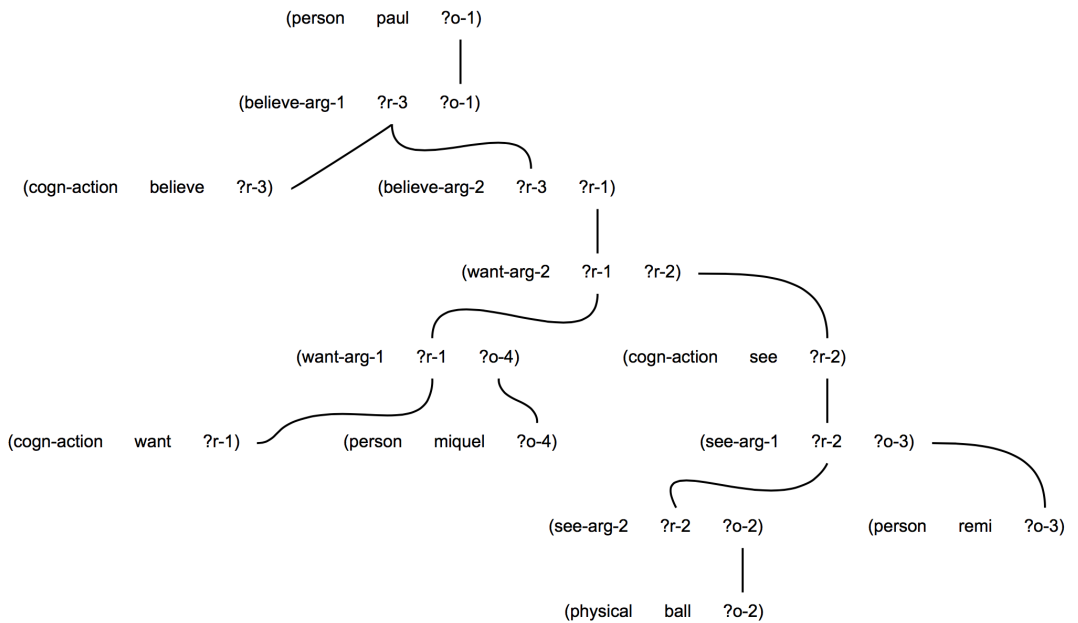 (person paul ?o-1)
(believe-arg-1 ?r-3 ?o-1)
(cogn-action believe ?r-3) (believe-arg-2 ?r-3 ?r-1)
(want-arg-2 ?r-1 ?r-2)
(want-arg-1 ?r-1 ?o-4) (cogn-action see ?r-2)
(cogn-action want ?r-1) (person miquel ?o-4) (see-arg-1 ?r-2 ?o-3)
(see-arg-2 ?r-2 ?o-2) (person remi ?o-3)
(physical ball ?o-2)